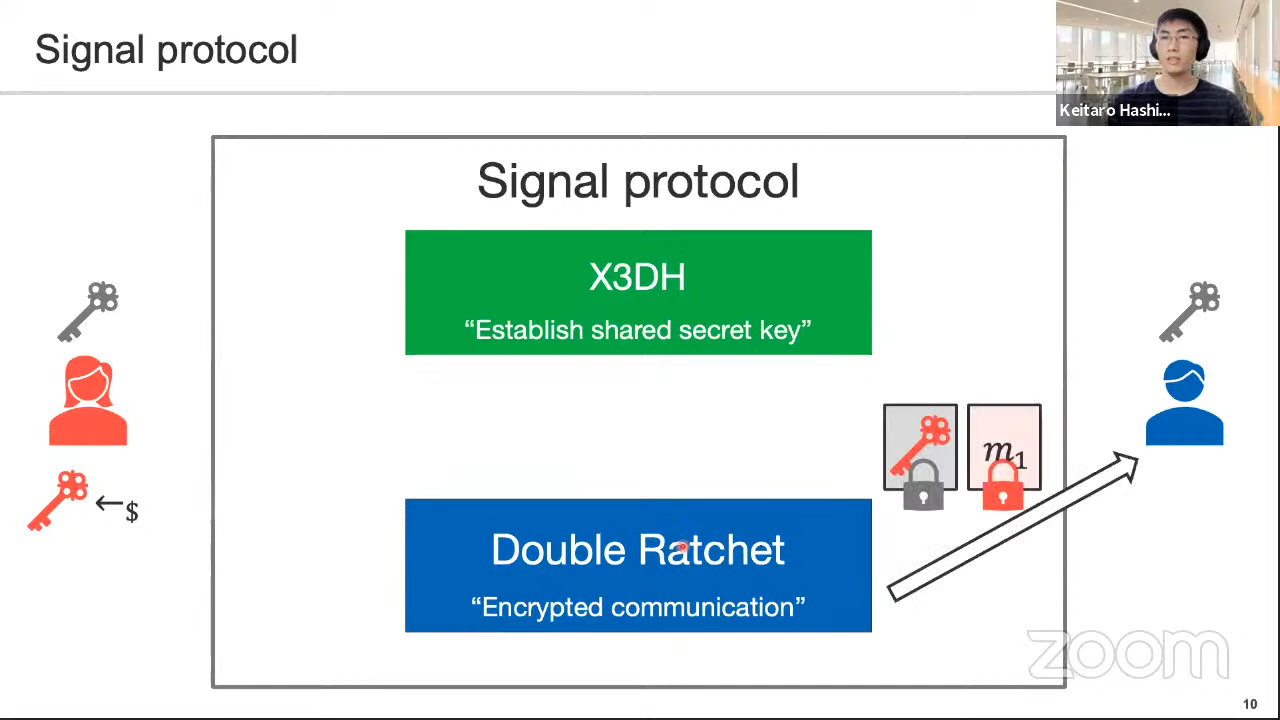 Signal protocol
Keitaro Hashi...
Signal protocol
X3DH
“Establish shared secret key”
m1
←$
Double Ratchet
“Encrypted communication”
zoom
10